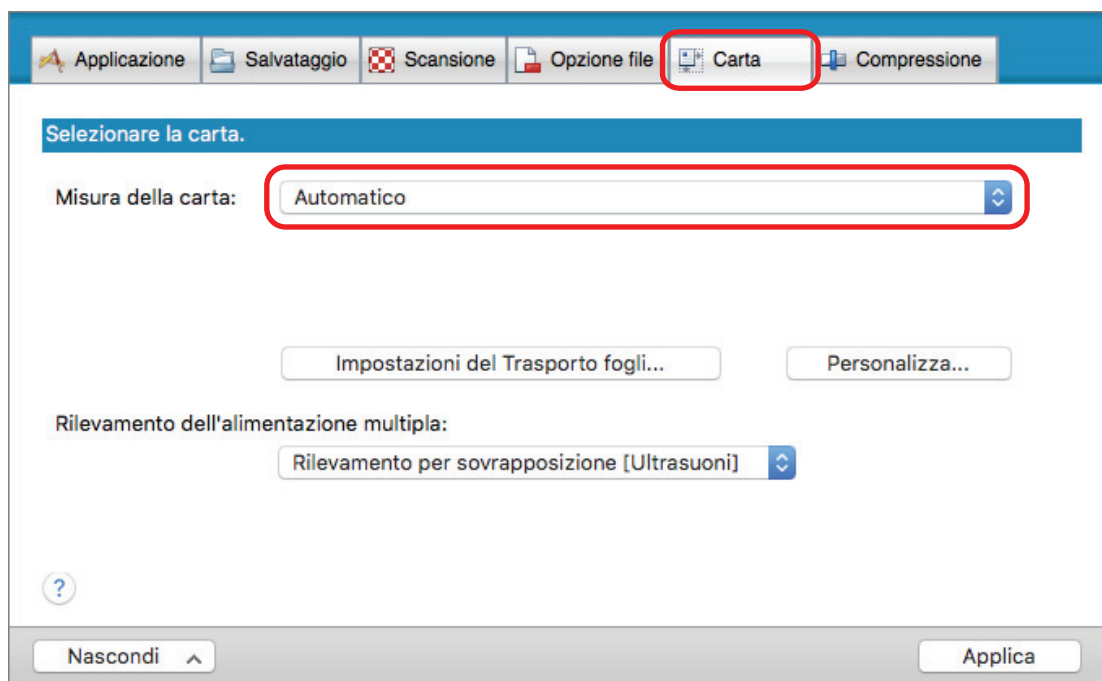 Applicazione Salvataggio Scansione Opzione file Carta Compressione
Selezionare la carta.
Misura della carta: Automatico
Impostazioni del Trasporto fogli... Personalizza...
Rilevamento dell'alimentazione multipla:
Rilevamento per sovrapposizione [Ultrasuoni]
?
Nascondi Applica